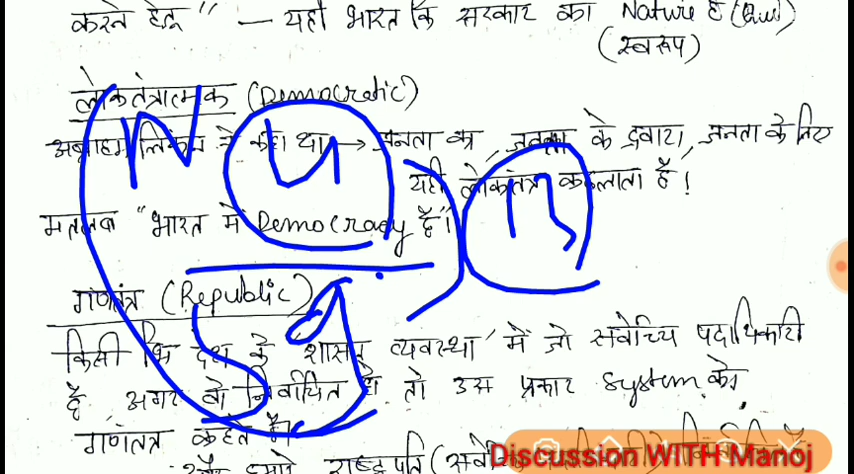 करने हेतू" — यही भारत कि सरकार का Nature है
(स्वरूप)
लोकतंत्रात्मक (Democratic)
अब्राहम लिंकन ने कहा था → जनता का, जनता के द्वारा, जनता के लिए
यही लोकतंत्र कहलाता है!
मतलब "भारत में Democracy है"।
गणतंत्र (Republic)
किसी कि देश के "शासन व्यवस्था" में जो सर्वोच्च पदाधिकारी
है अगर वो निर्वाचित हो तो उस प्रकार System को
गणतंत्र कहते है।
राष्ट्रपति
Discussion WITH Manoj